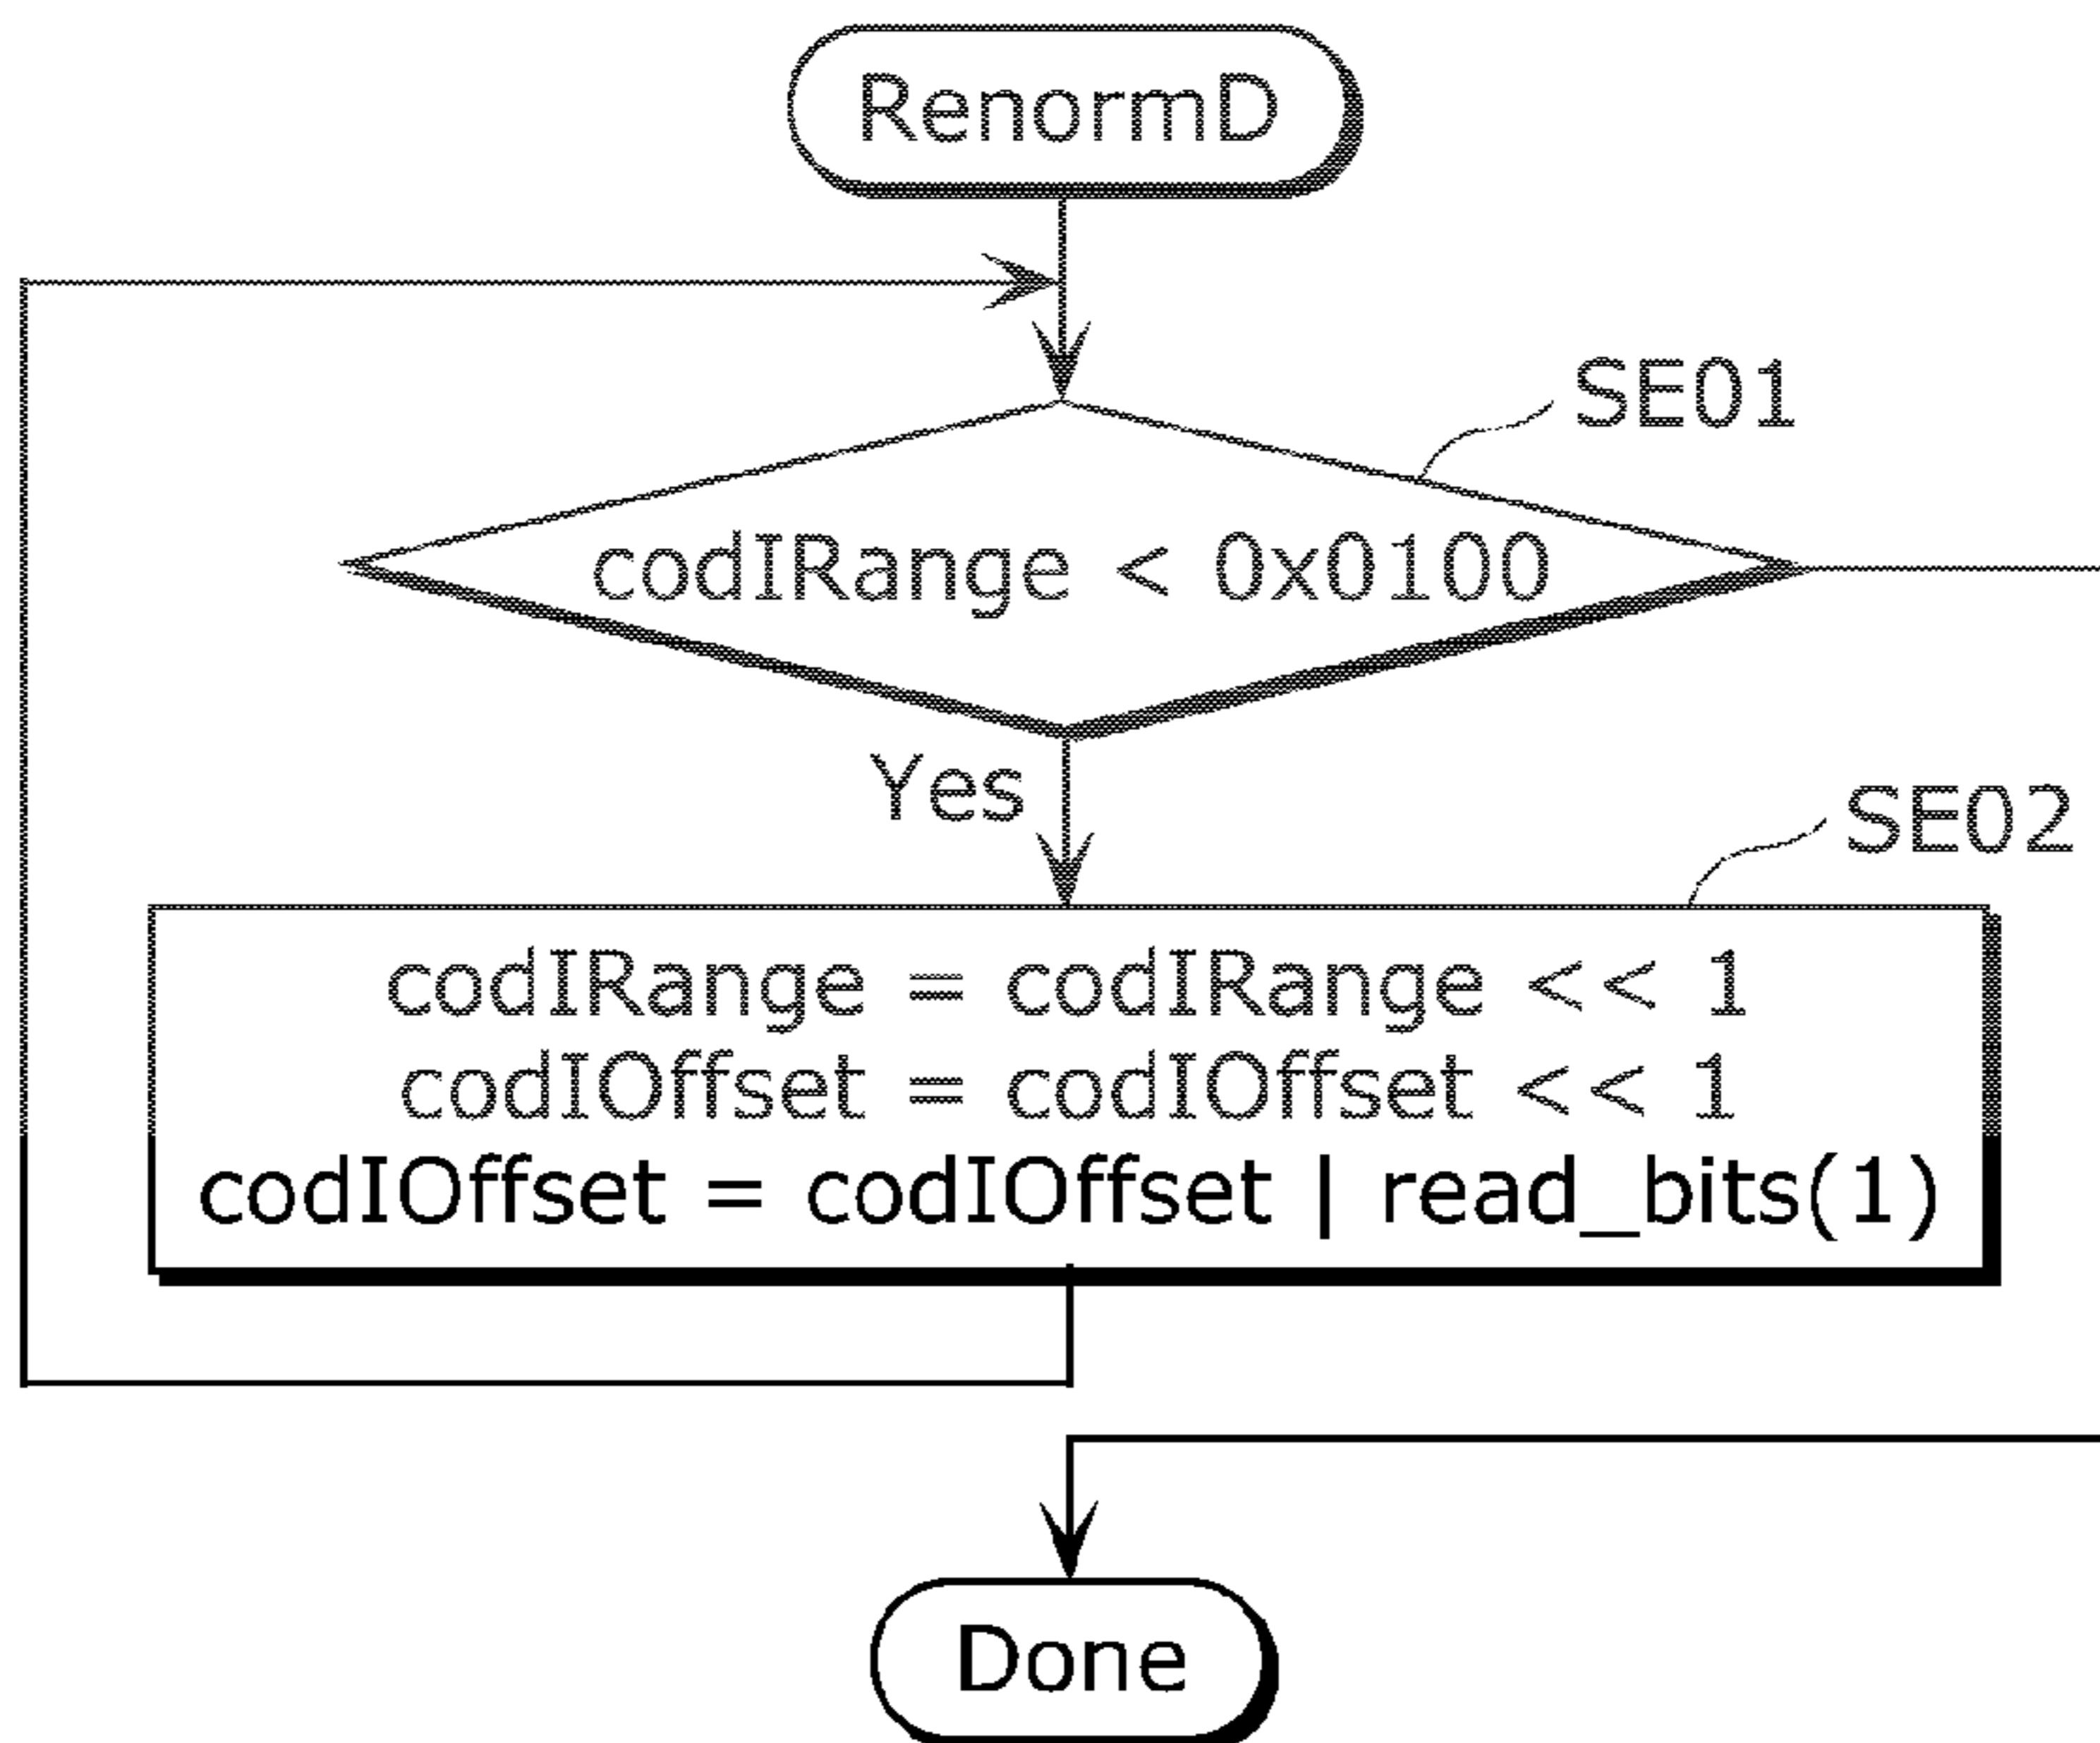 RenormD
SE01
codIRange < 0x0100
Yes
SE02
codIRange = codIRange << 1
codIOffset = codIOffset << 1
codIOffset = codIOffset | read_bits(1)
Done